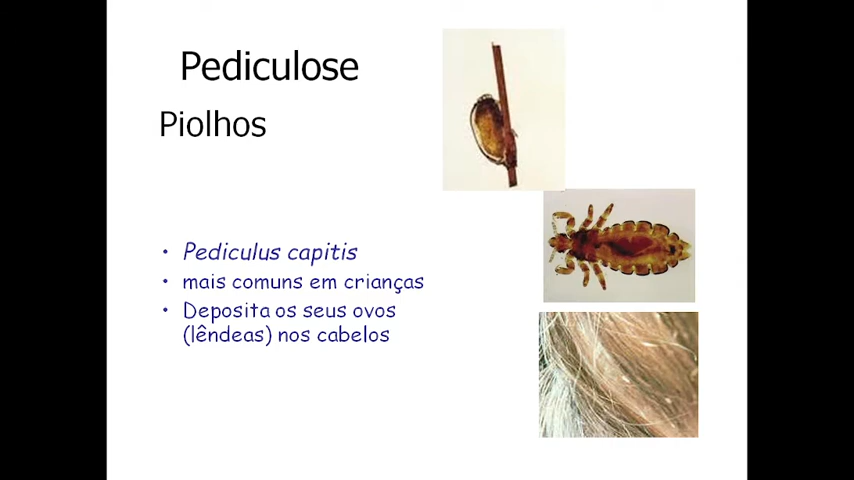 Pediculose
Piolhos
• Pediculus capitis
• mais comuns em crianças
• Deposita os seus ovos
(lêndeas) nos cabelos